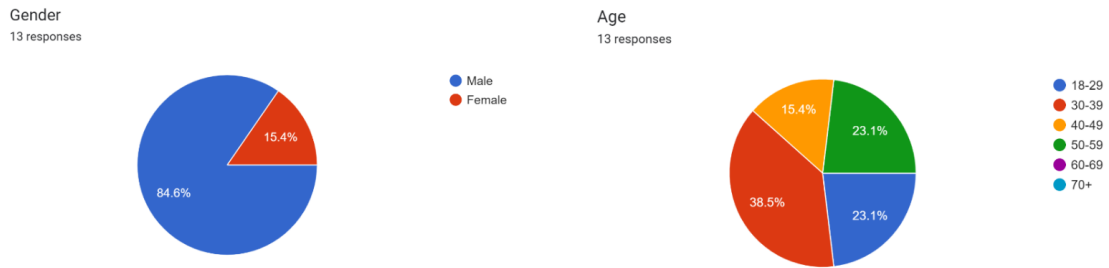 Gender
13 responses
Male
Female
15.4%
84.6%
Age
13 responses
18-29
30-39
40-49
50-59
60-69
70+
15.4%
23.1%
38.5%
23.1%